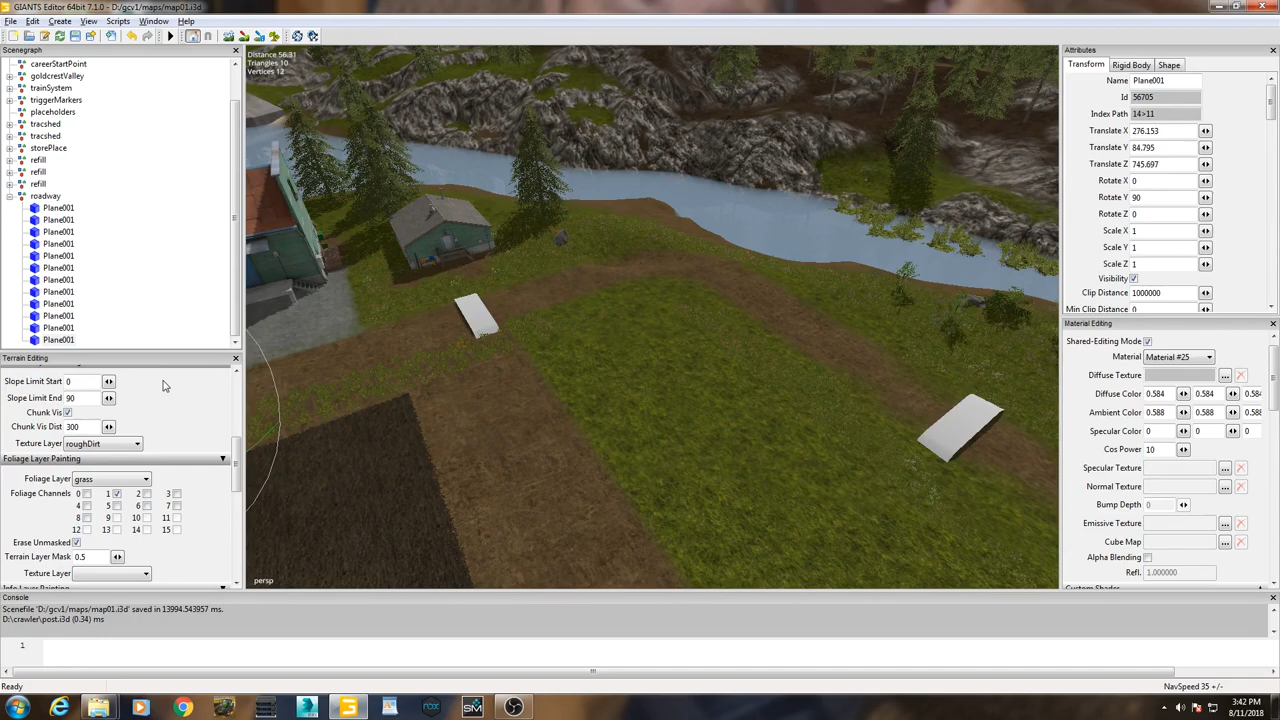 GIANTS Editor 64bit 7.1.0 - D:/gcv1/maps/map01.i3d
File Edit Create View Scripts Window Help
Scenegraph
careerStartPoint
goldcrestValley
trainSystem
triggerMarkers
placeholders
tracshed
tracshed
storePlace
refill
refill
refill
roadway
Plane001
Plane001
Plane001
Plane001
Plane001
Plane001
Plane001
Plane001
Plane001
Plane001
Plane001
Plane001
Terrain Editing
Slope Limit Start 0
Slope Limit End 90
Chunk Vis
Chunk Vis Dist 300
Texture Layer roughDirt
Foliage Layer Painting
Foliage Layer grass
Foliage Channels 0 1 2 3
4 5 6 7
8 9 10 11
12 13 14 15
Erase Unmasked
Terrain Layer Mask 0.5
Texture Layer
Distance 56.31
Triangles 10
Vertices 12
persp
Attributes
Transform Rigid Body Shape
Name Plane001
Id 56705
Index Path 14>11
Translate X 276.153
Translate Y 84.795
Translate Z 745.697
Rotate X 0
Rotate Y 90
Rotate Z 0
Scale X 1
Scale Y 1
Scale Z 1
Visibility
Clip Distance 1000000
Min Clip Distance 0
Material Editing
Shared-Editing Mode
Material Material #25
Diffuse Texture ...
Diffuse Color 0.584 0.584 0.584
Ambient Color 0.588 0.588 0.588
Specular Color 0 0 0
Cos Power 10
Specular Texture ...
Normal Texture ...
Bump Depth 0
Emissive Texture ...
Cube Map ...
Alpha Blending
Refl. 1.000000
Custom Shader
Console
Scenefile 'D:/gcv1/maps/map01.i3d' saved in 13994.543957 ms.
D:\crawler\post.i3d (0.34) ms
1
Ready
NavSpeed 35 +/-
3:42 PM
8/11/2018